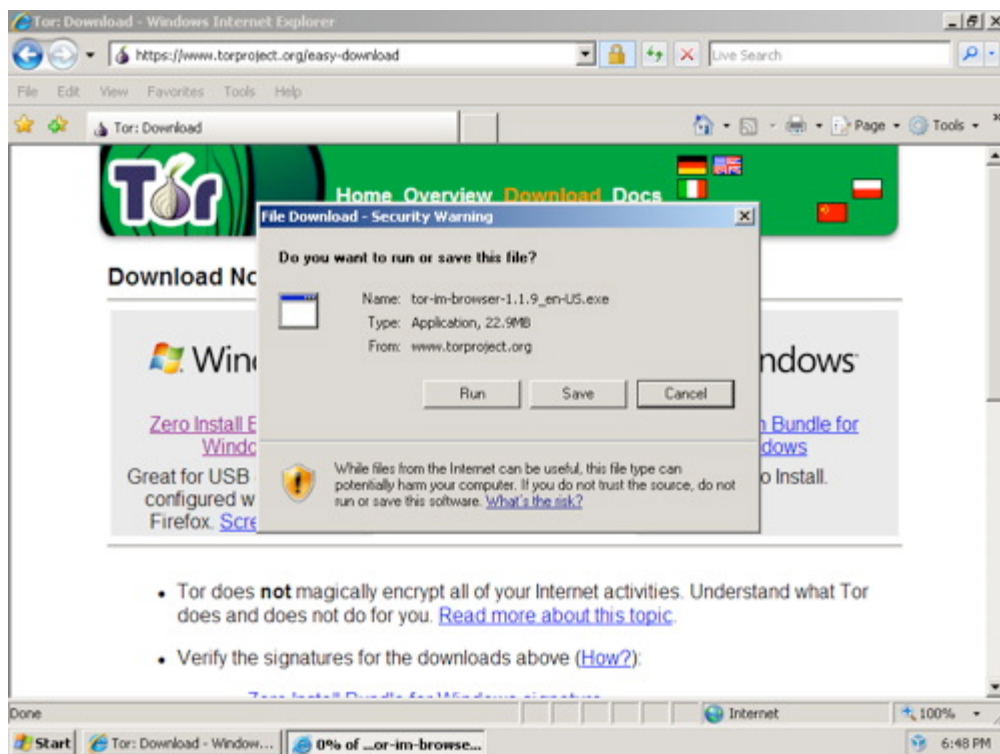 Tor: Download - Windows Internet Explorer
https://www.torproject.org/easy-download
Live Search
File Edit View Favorites Tools Help
Tor: Download
Page Tools
Tor
Home Overview Download Docs
File Download - Security Warning
Do you want to run or save this file?
Name: tor-im-browser-1.1.9_en-US.exe
Type: Application, 22.9MB
From: www.torproject.org
Run Save Cancel
While files from the Internet can be useful, this file type can
potentially harm your computer. If you do not trust the source, do not
run or save this software. What's the risk?
Download No
Wind
ndows
Zero Install B
Windo
Great for USB
configured w
Firefox. Scre
n Bundle for
dows
o Install.
• Tor does not magically encrypt all of your Internet activities. Understand what Tor
does and does not do for you. Read more about this topic.
• Verify the signatures for the downloads above (How?):
Zero Install Bundle for Windows signature
Done
Internet
100%
Start
Tor: Download - Window...
0% of ...or-im-browse...
6:48 PM